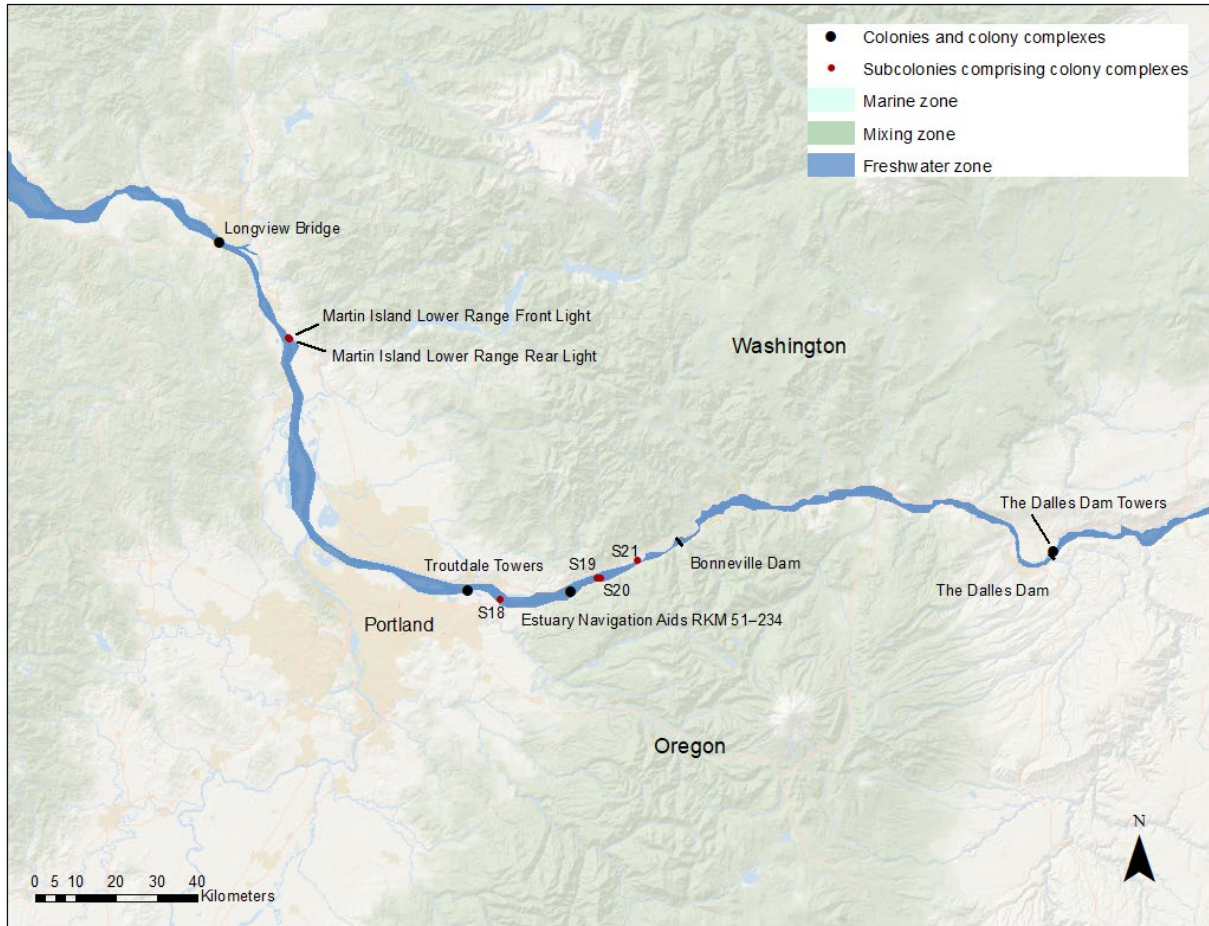 Colonies and colony complexes
Subcolonies comprising colony complexes
Marine zone
Mixing zone
Freshwater zone
Longview Bridge
Martin Island Lower Range Front Light
Martin Island Lower Range Rear Light
Washington
The Dalles Dam Towers
S21
S19
Bonneville Dam
Troutdale Towers
S20
The Dalles Dam
S18
Estuary Navigation Aids RKM 51–234
Portland
Oregon
N
0 5 10 20 30 40
Kilometers